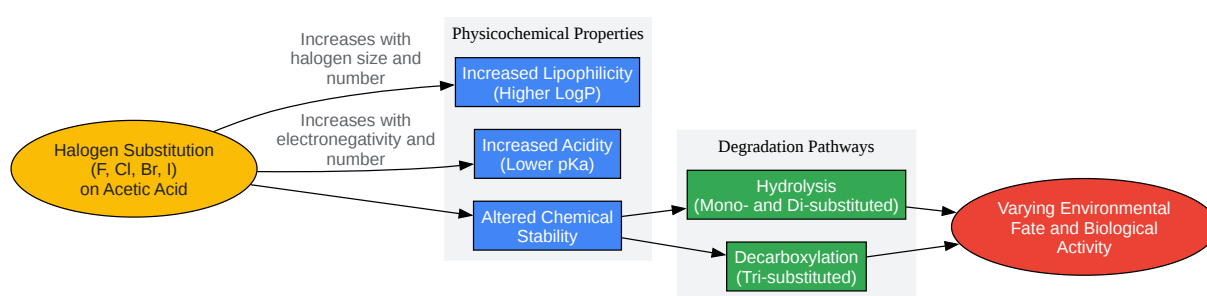 Halogen Substitution
(F, Cl, Br, I)
on Acetic Acid
Increases with
halogen size and
number
Increases with
electronegativity and
number
Physicochemical Properties
Increased Lipophilicity
(Higher LogP)
Increased Acidity
(Lower pKa)
Altered Chemical
Stability
Degradation Pathways
Hydrolysis
(Mono- and Di-substituted)
Decarboxylation
(Tri-substituted)
Varying Environmental
Fate and Biological
Activity